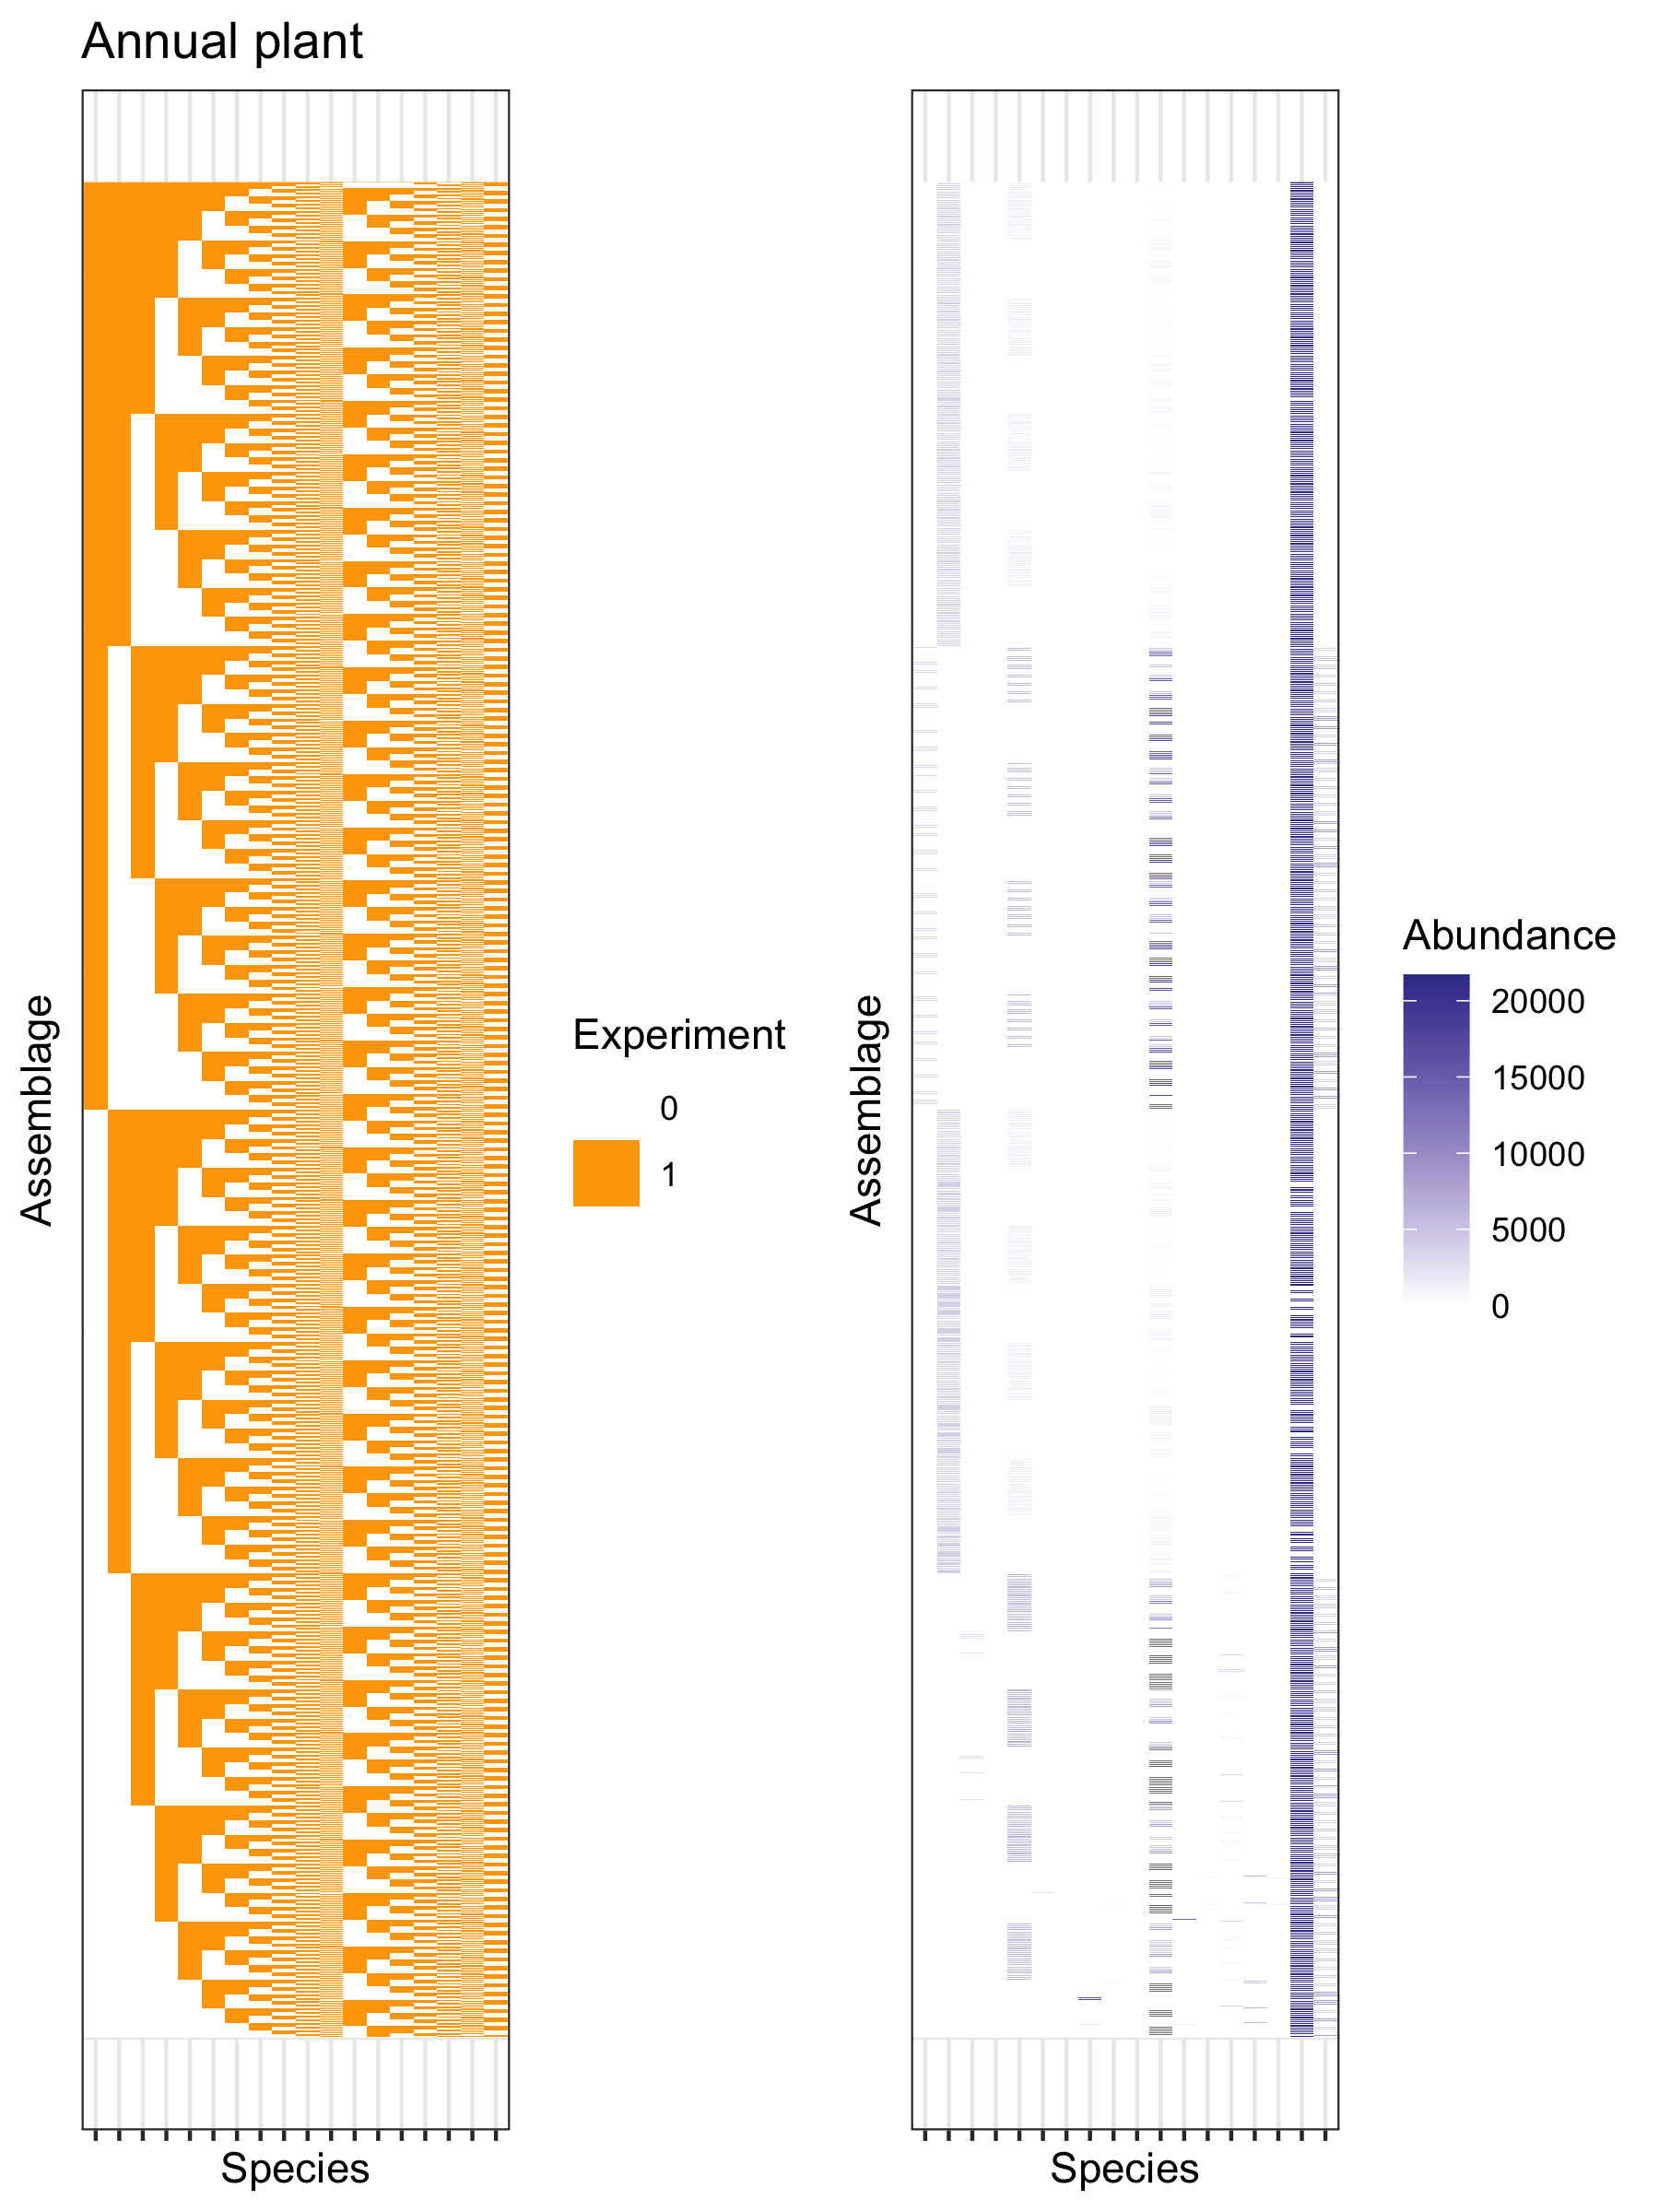 Annual plant
Assemblage
Species
Experiment
0
1
Assemblage
Species
Abundance
20000
15000
10000
5000
0